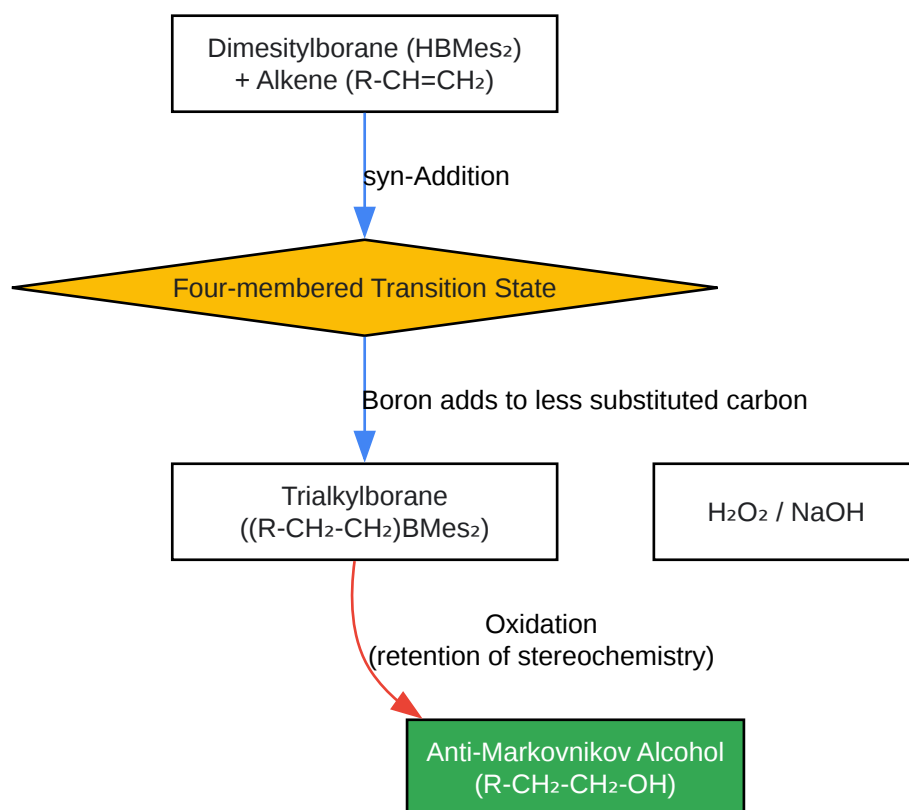 Dimesitylborane (HBMes₂)
+ Alkene (R-CH=CH₂)
syn-Addition
Four-membered Transition State
Boron adds to less substituted carbon
Trialkylborane
((R-CH₂-CH₂)BMes₂)
H₂O₂ / NaOH
Oxidation
(retention of stereochemistry)
Anti-Markovnikov Alcohol
(R-CH₂-CH₂-OH)